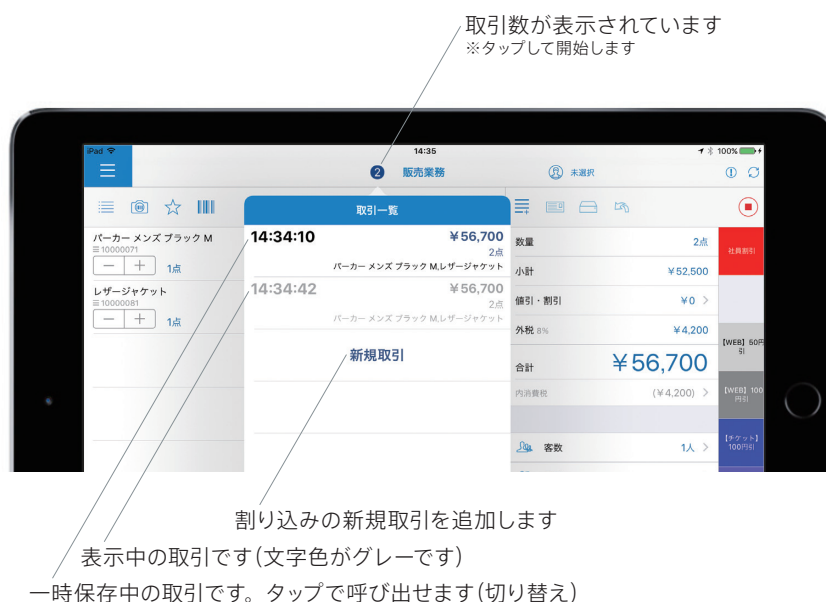 取引数が表示されています
※タップして開始します
iPad
14:35
100%
2 販売業務
未選択
取引一覧
パーカー メンズ ブラック M
10000071
1点
レザージャケット
10000081
1点
14:34:10
¥56,700
2点
パーカー メンズ ブラック M,レザージャケット
14:34:42
¥56,700
2点
パーカー メンズ ブラック M,レザージャケット
新規取引
数量 2点
小計 ¥52,500
値引・割引 ¥0
外税 8% ¥4,200
合計 ¥56,700
内消費税 (¥4,200)
客数 1人
社員割引
【WEB】50円
引
【WEB】100
円引
【チケット】
100円引
割り込みの新規取引を追加します
表示中の取引です(文字色がグレーです)
一時保存中の取引です。タップで呼び出せます(切り替え)